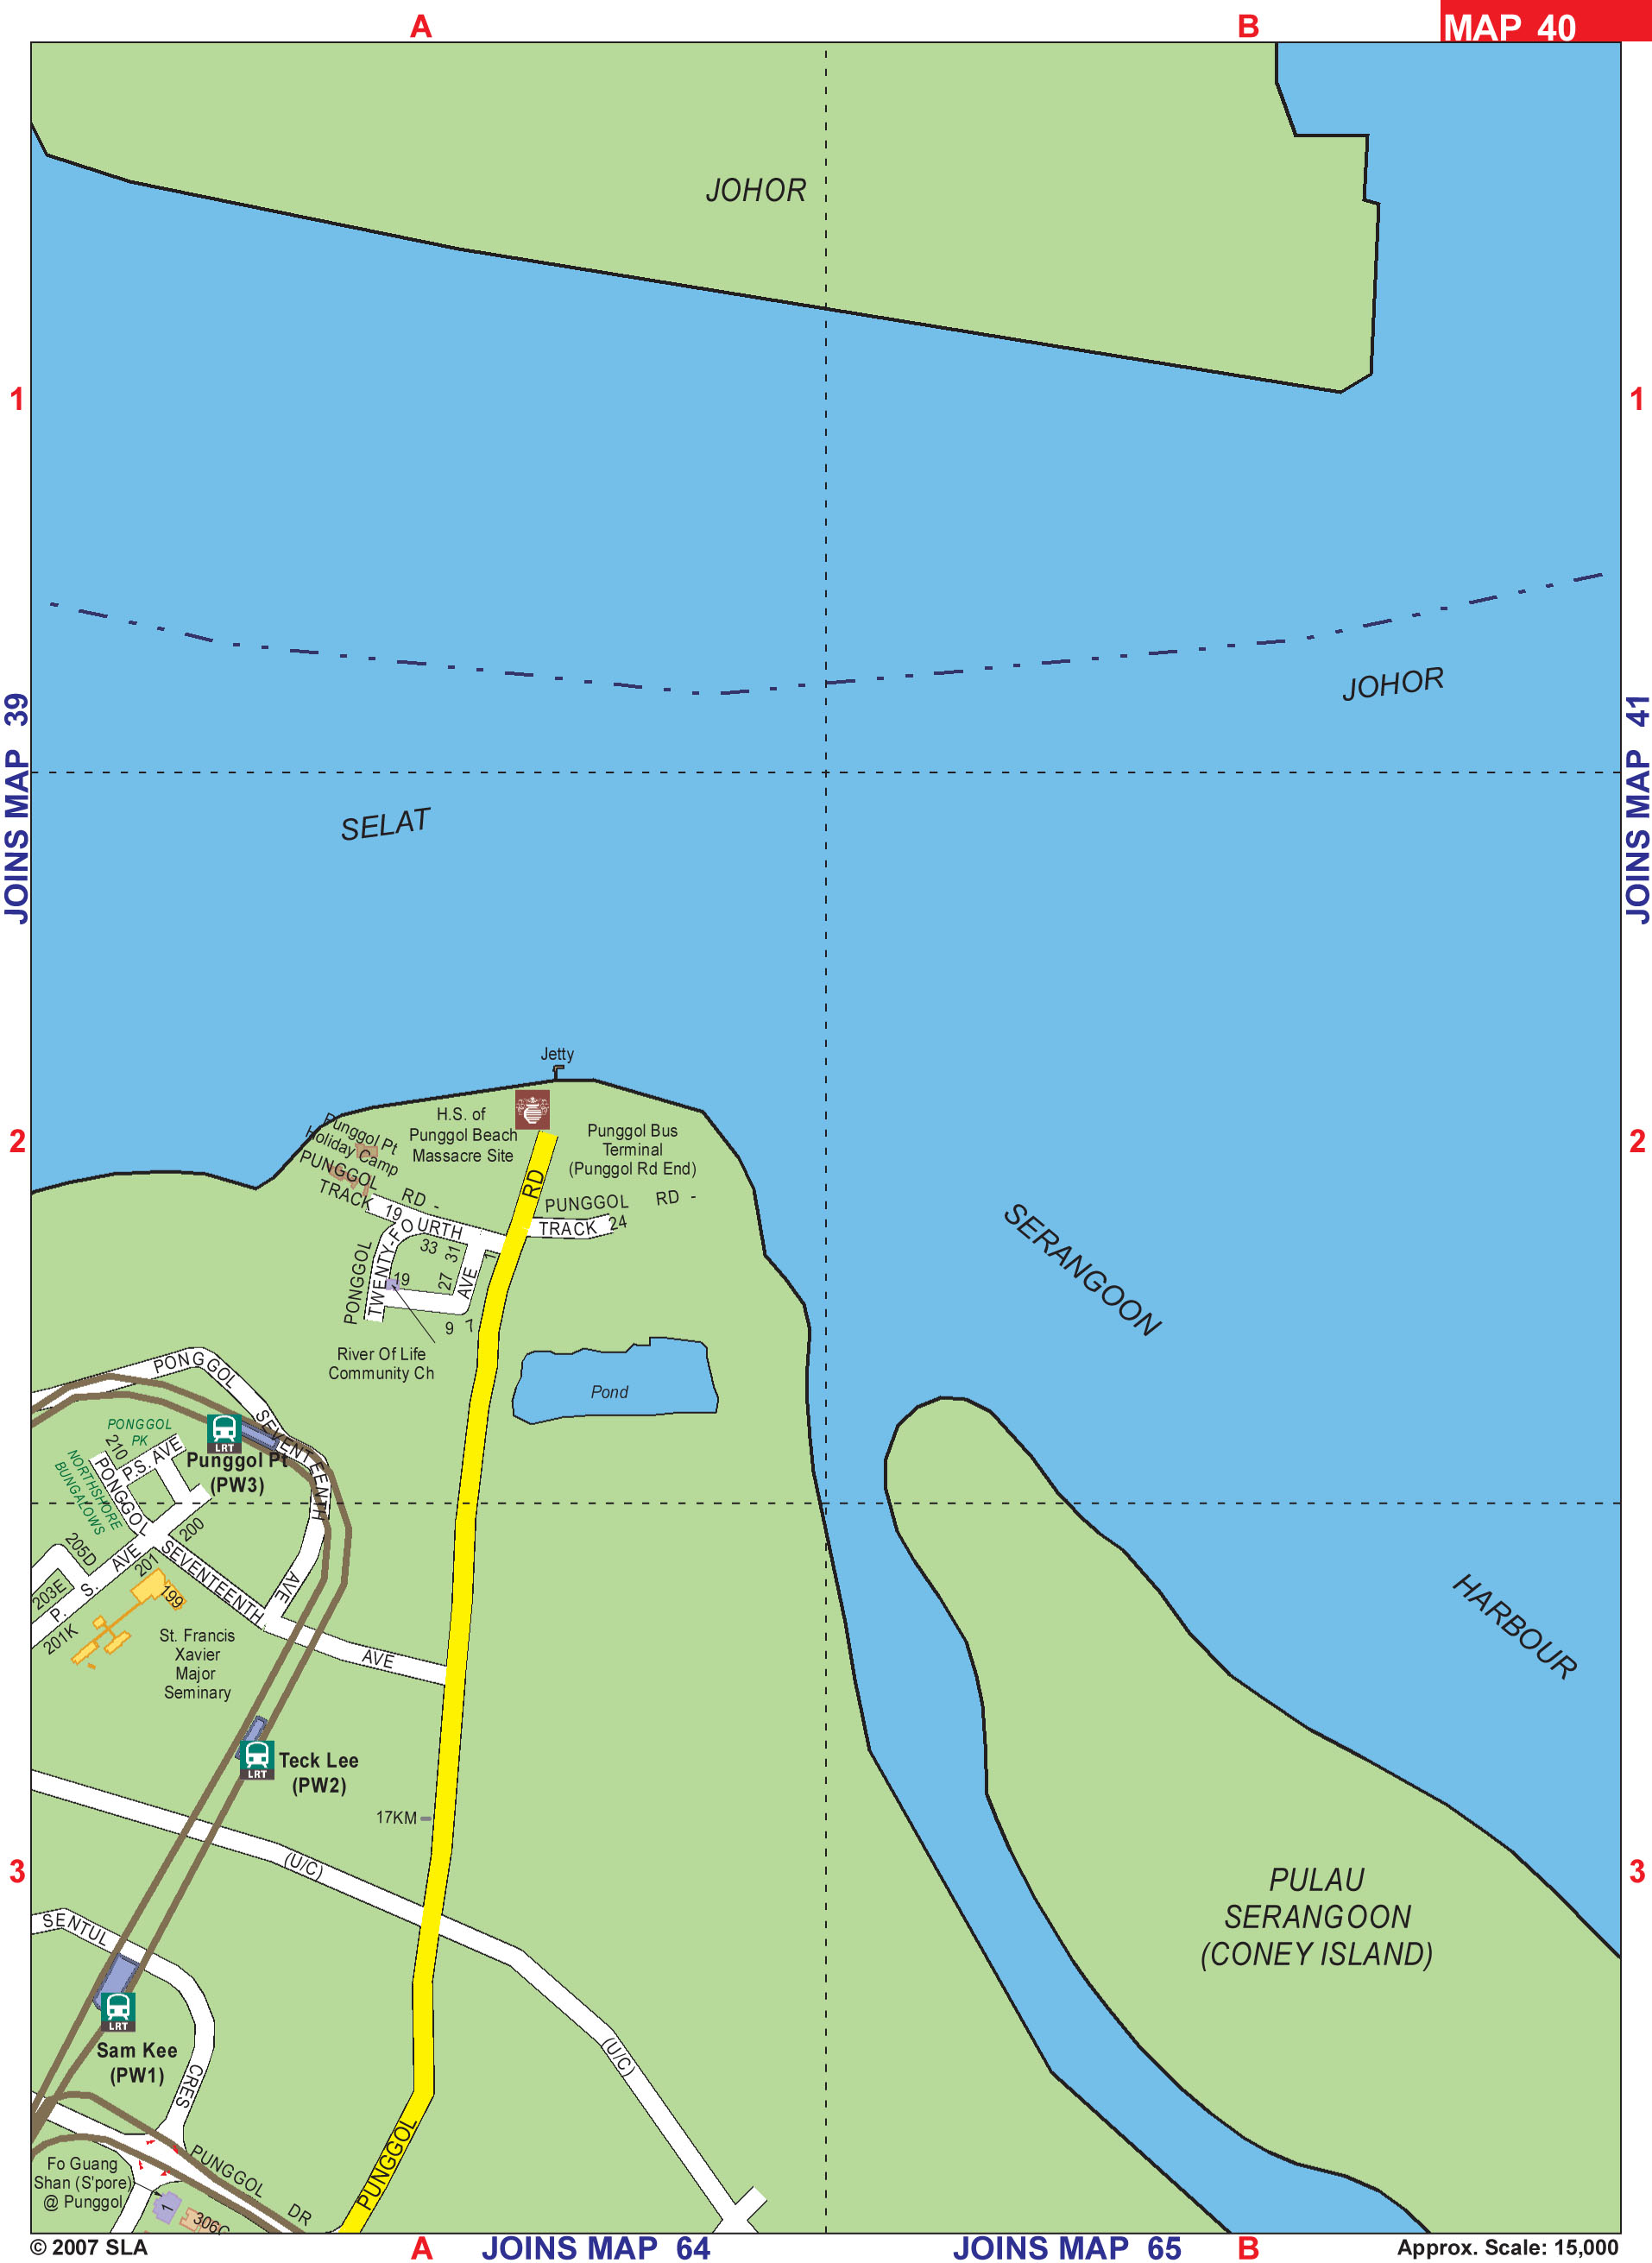 A
B
MAP 40
JOHOR
1
1
JOHOR
JOINS MAP 39
JOINS MAP 41
SELAT
Jetty
H.S. of
Punggol Beach
Massacre Site
Punggol Pt
Holiday Camp
Punggol Bus
Terminal
(Punggol Rd End)
2
2
PUNGGOL RD -
TRACK 19
RD
PUNGGOL RD -
TRACK 24
PONGGOL
TWENTY-FOURTH
AVE
33
31
27
1
19
9
7
River Of Life
Community Ch
SERANGOON
Pond
PONGGOL
SEVENTEENTH
AVE
PONGGOL
PK
LRT
Punggol Pt
(PW3)
210
P.S. AVE
NORTHSHORE
BUNGALOWS
PONGGOL
SEVENTEENTH
AVE
200
205D
203E
P. S. AVE
201
199
201K
St. Francis
Xavier
Major
Seminary
HARBOUR
LRT
Teck Lee
(PW2)
17KM
(U/C)
3
3
PULAU
SERANGOON
(CONEY ISLAND)
SENTUL
CRES
LRT
Sam Kee
(PW1)
(U/C)
PUNGGOL
PUNGGOL DR
Fo Guang
Shan (S'pore)
@ Punggol
1
306C
© 2007 SLA
A
JOINS MAP 64
JOINS MAP 65
B
Approx. Scale: 15,000